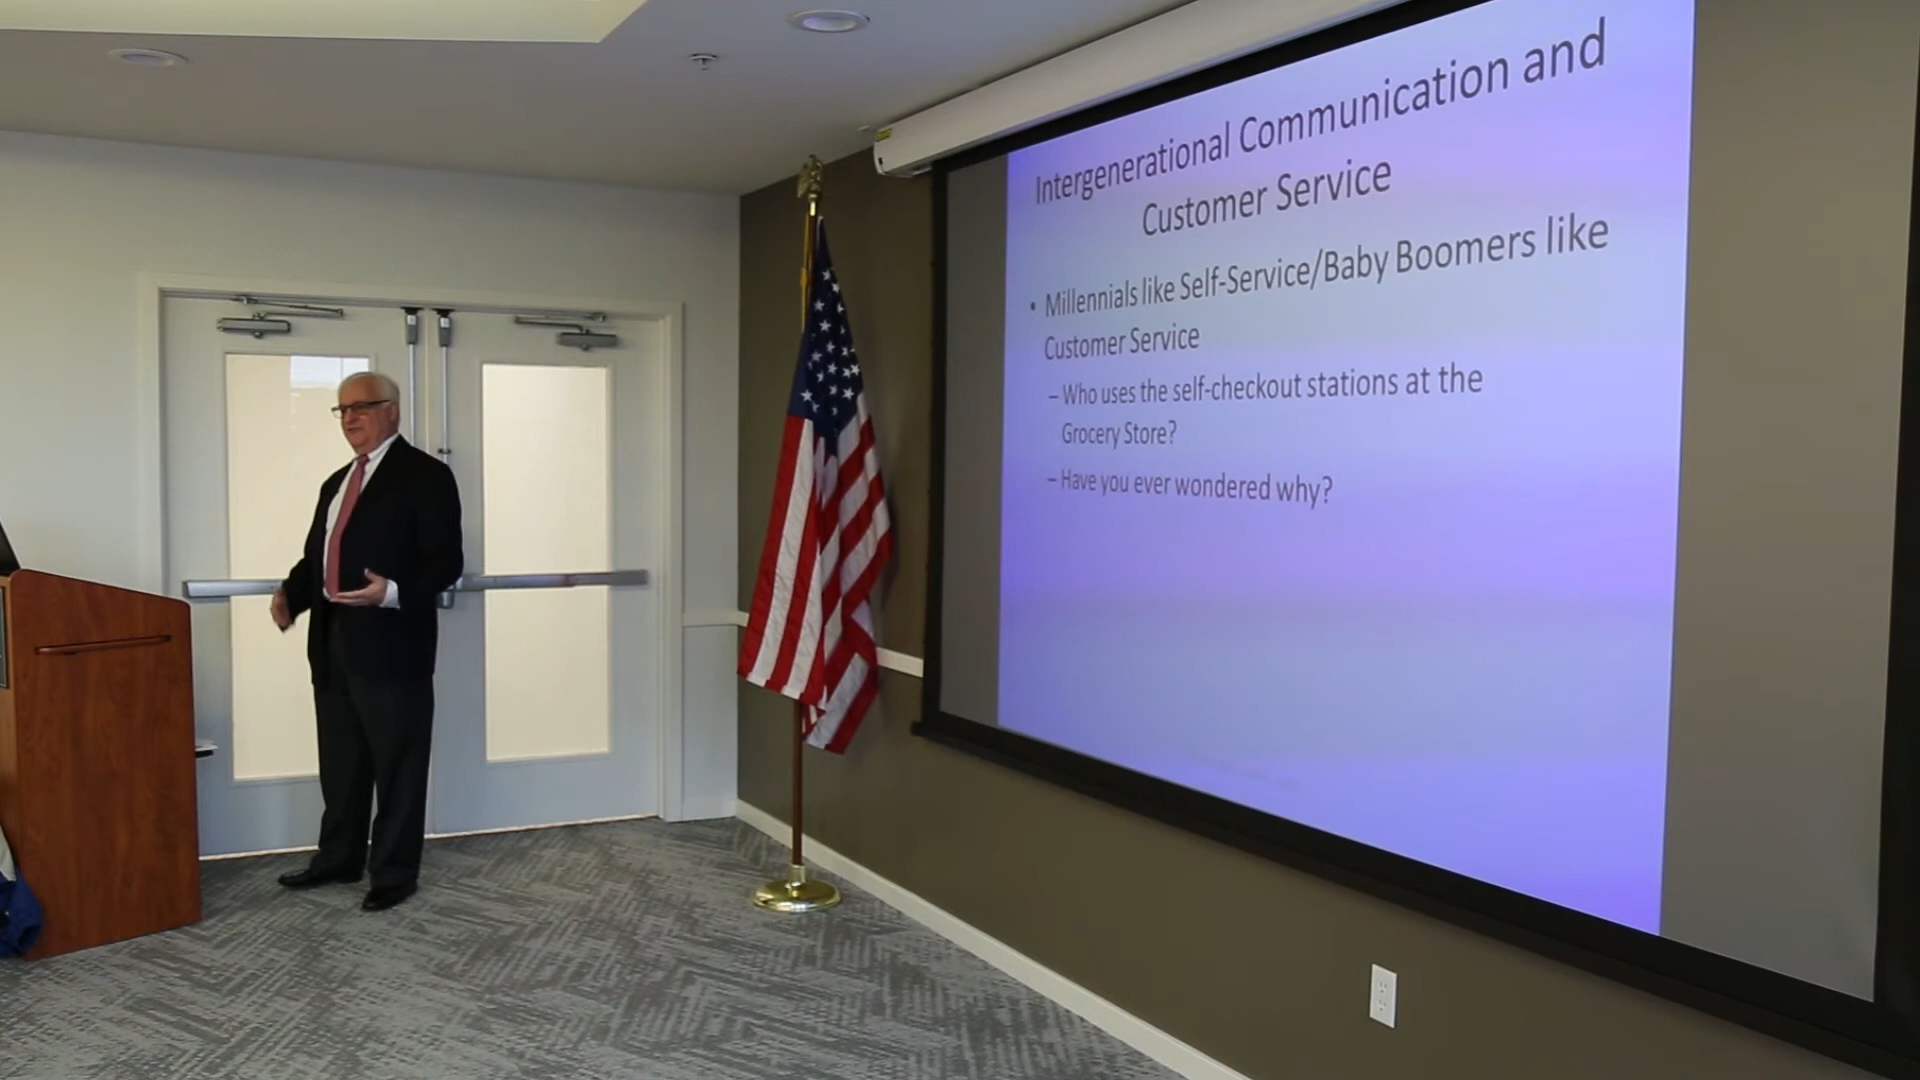 Intergenerational Communication and
Customer Service
• Millennials like Self-Service/Baby Boomers like
Customer Service
– Who uses the self-checkout stations at the
Grocery Store?
– Have you ever wondered why?